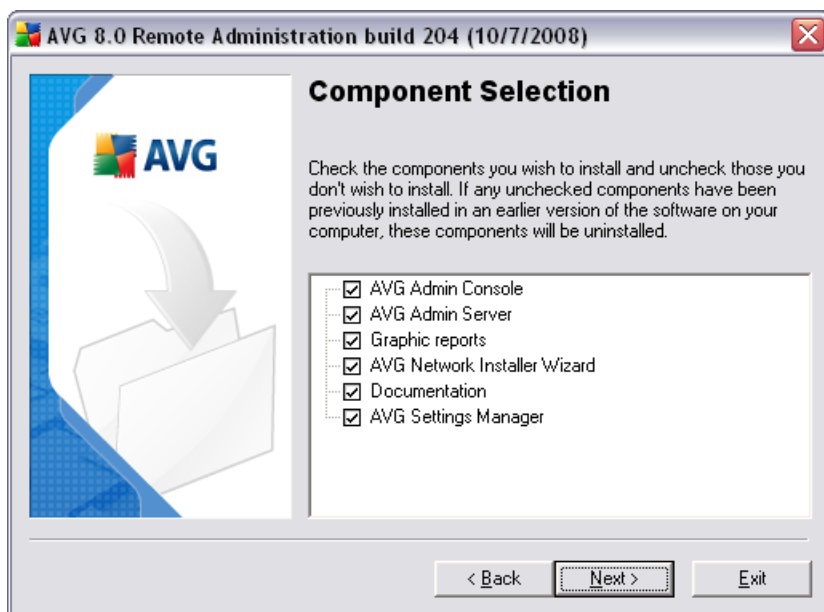 AVG 8.0 Remote Administration build 204 (10/7/2008)
AVG
Component Selection
Check the components you wish to install and uncheck those you
don't wish to install. If any unchecked components have been
previously installed in an earlier version of the software on your
computer, these components will be uninstalled.
AVG Admin Console
AVG Admin Server
Graphic reports
AVG Network Installer Wizard
Documentation
AVG Settings Manager
< Back
Next >
Exit